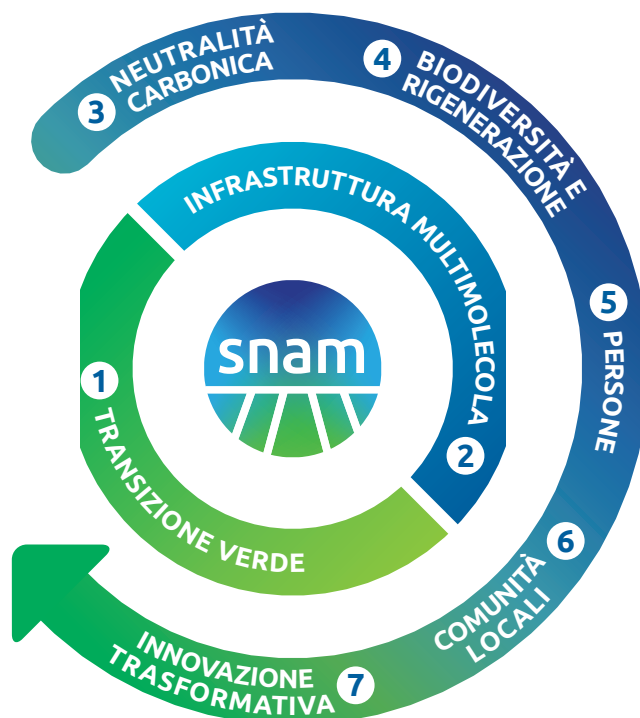 snam
1
TRANSIZIONE VERDE
2
INFRASTRUTTURA MULTIMOLECOLA
3
NEUTRALITÀ
CARBONICA
4
BIODIVERSITÀ E
RIGENERAZIONE
5
PERSONE
6
COMUNITÀ
LOCALI
7
INNOVAZIONE
TRASFORMATIVA